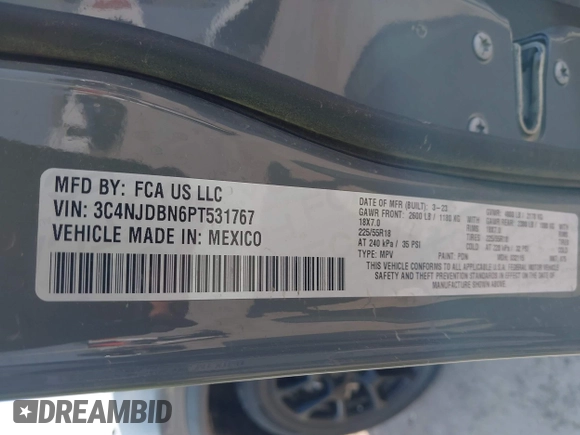 MFD BY: FCA US LLC
VIN: 3C4NJDBN6PT531767
VEHICLE MADE IN: MEXICO
DATE OF MFR (BUILT): 3-23
GAWR FRONT: 2600 LB / 1180 KG
18X7.0
225/55R18
AT 240 kPa / 35 PSI
TYPE: MPV
PAINT: PDN
THIS VEHICLE CONFORMS TO ALL APPLICABLE U.S.A. FEDERAL MOTOR VEHICLE
SAFETY AND THEFT PREVENTION STANDARDS IN EFFECT ON THE DATE OF
MANUFACTURE SHOWN ABOVE.
DREAMBID